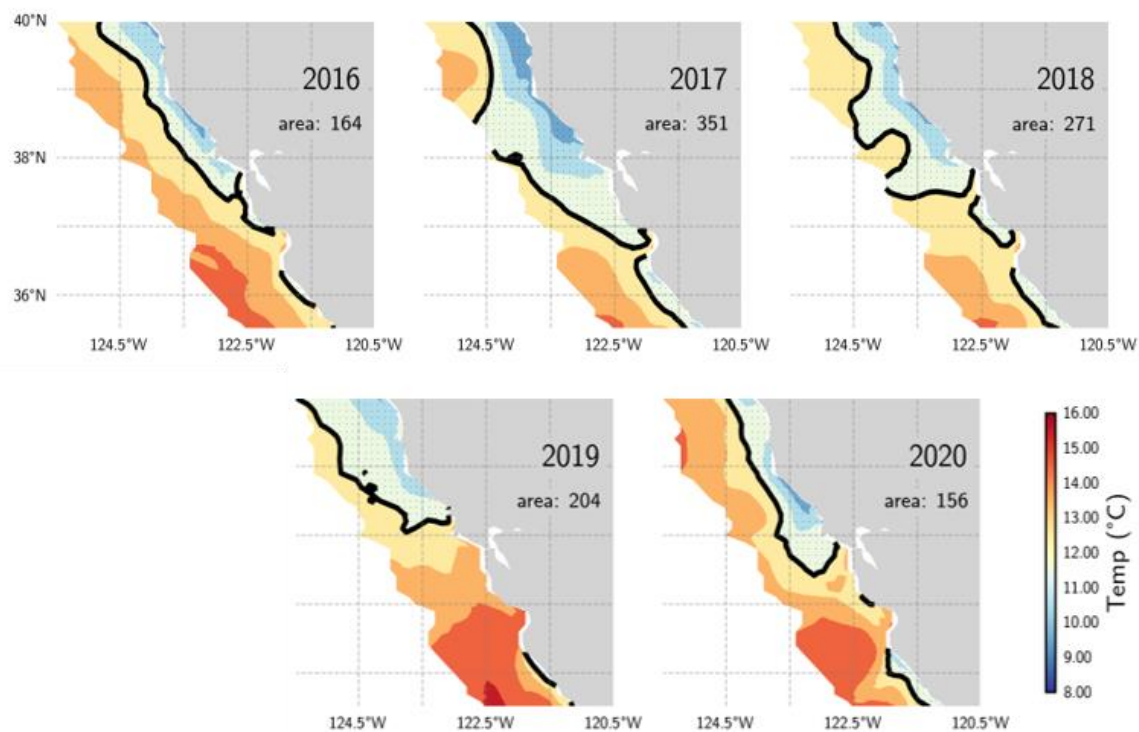 40°N
2016
2017
2018
area: 164
area: 351
area: 271
38°N
36°N
124.5°W 122.5°W 120.5°W 124.5°W 122.5°W 120.5°W 124.5°W 122.5°W 120.5°W
2019
2020
area: 204
area: 156
16.00
15.00
14.00
13.00
12.00
11.00
10.00
9.00
8.00
Temp (°C)
124.5°W 122.5°W 120.5°W 124.5°W 122.5°W 120.5°W